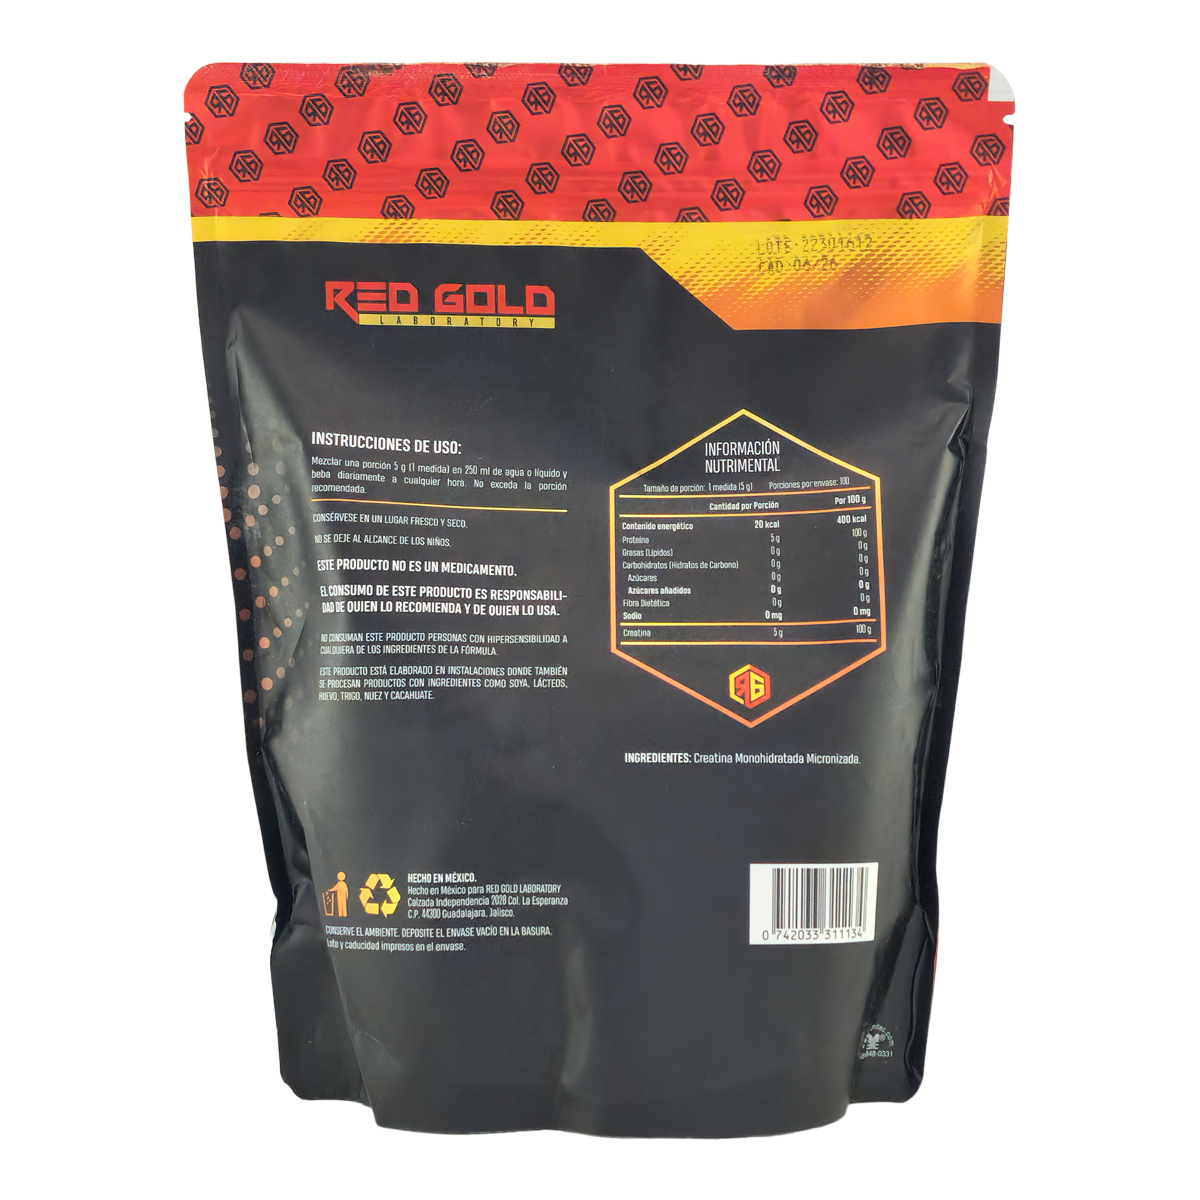 LOTE:22301612
CAD:06/26
RED GOLD
LABORATORY
INSTRUCCIONES DE USO:
Mezclar una porción 5 g (1 medida) en 250 ml de agua o líquido y
beba diariamente a cualquier hora. No exceda la porción
recomendada.
CONSÉRVESE EN UN LUGAR FRESCO Y SECO.
NO SE DEJE AL ALCANCE DE LOS NIÑOS.
ESTE PRODUCTO NO ES UN MEDICAMENTO.
EL CONSUMO DE ESTE PRODUCTO ES RESPONSABILI-
DAD DE QUIEN LO RECOMIENDA Y DE QUIEN LO USA.
NO CONSUMAN ESTE PRODUCTO PERSONAS CON HIPERSENSIBILIDAD A
CUALQUIERA DE LOS INGREDIENTES DE LA FÓRMULA.
ESTE PRODUCTO ESTÁ ELABORADO EN INSTALACIONES DONDE TAMBIÉN
SE PROCESAN PRODUCTOS CON INGREDIENTES COMO SOYA, LÁCTEOS,
HUEVO, TRIGO, NUEZ Y CACAHUATE.
INFORMACIÓN
NUTRIMENTAL
Tamaño de porción: 1 medida (5 g) Porciones por envase: 100
Cantidad por Porción Por 100 g
Contenido energético 20 kcal 400 kcal
Proteína 5 g 100 g
Grasas (Lípidos) 0 g 0 g
Carbohidratos (Hidratos de Carbono) 0 g 0 g
Azúcares 0 g 0 g
Azúcares añadidos 0 g 0 g
Fibra Dietética 0 g 0 g
Sodio 0 mg 0 mg
Creatina 5 g 100 g
INGREDIENTES: Creatina Monohidratada Micronizada.
HECHO EN MÉXICO.
Hecho en México para RED GOLD LABORATORY
Calzada Independencia 2028 Col. La Esperanza
C.P. 44300 Guadalajara, Jalisco.
CONSERVE EL AMBIENTE. DEPOSITE EL ENVASE VACÍO EN LA BASURA.
Lote y caducidad impresos en el envase.
0 742033 311134